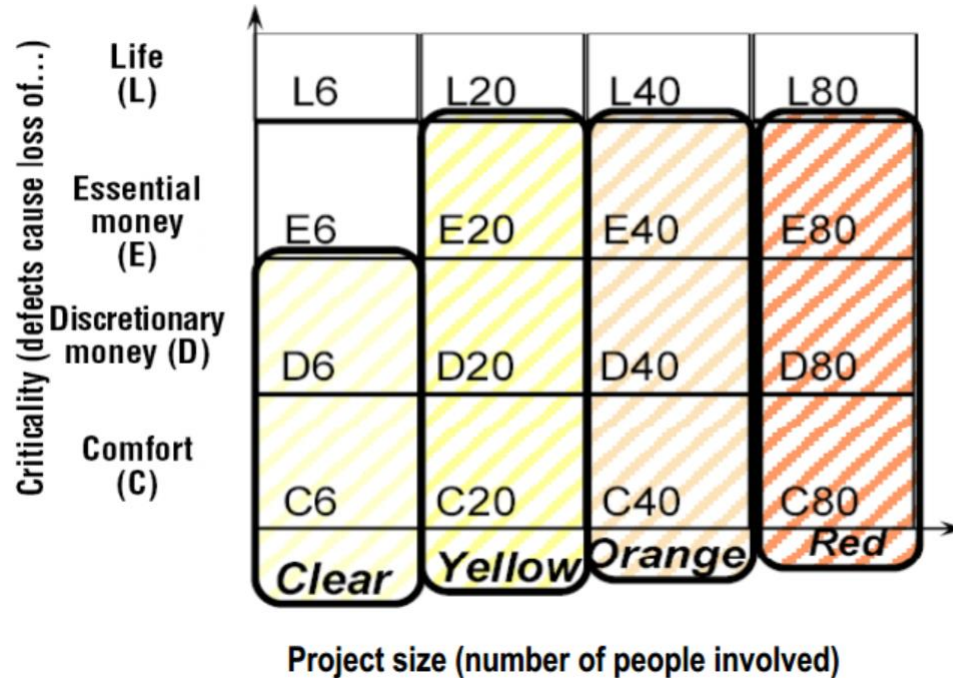 Criticality (defects cause loss of...)
Life
(L)
L6 L20 L40 L80
Essential
money
(E)
E6 E20 E40 E80
Discretionary
money (D)
D6 D20 D40 D80
Comfort
(C)
C6 C20 C40 C80
Clear Yellow Orange Red
Project size (number of people involved)